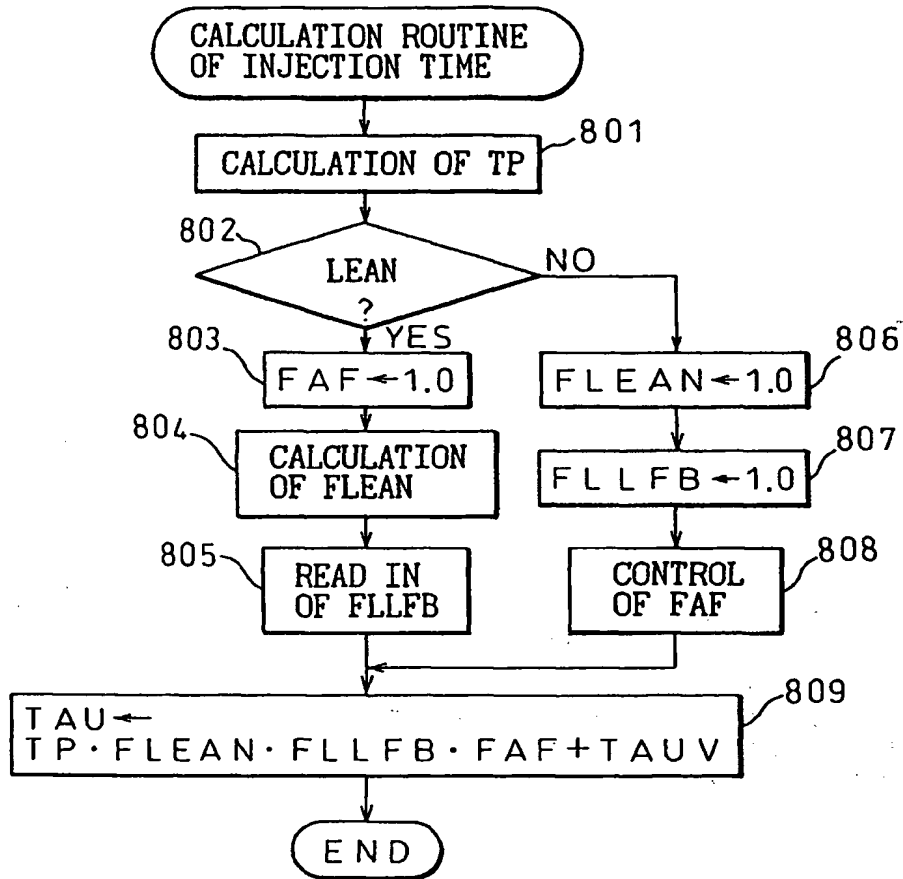 CALCULATION ROUTINE
OF INJECTION TIME
801
CALCULATION OF TP
802
LEAN
?
NO
YES
803
FAF←1.0
804
CALCULATION
OF FLEAN
805
READ IN
OF FLLFB
806
FLEAN←1.0
807
FLLFB←1.0
808
CONTROL
OF FAF
809
TAU←
TP·FLEAN·FLLFB·FAF+TAUV
END